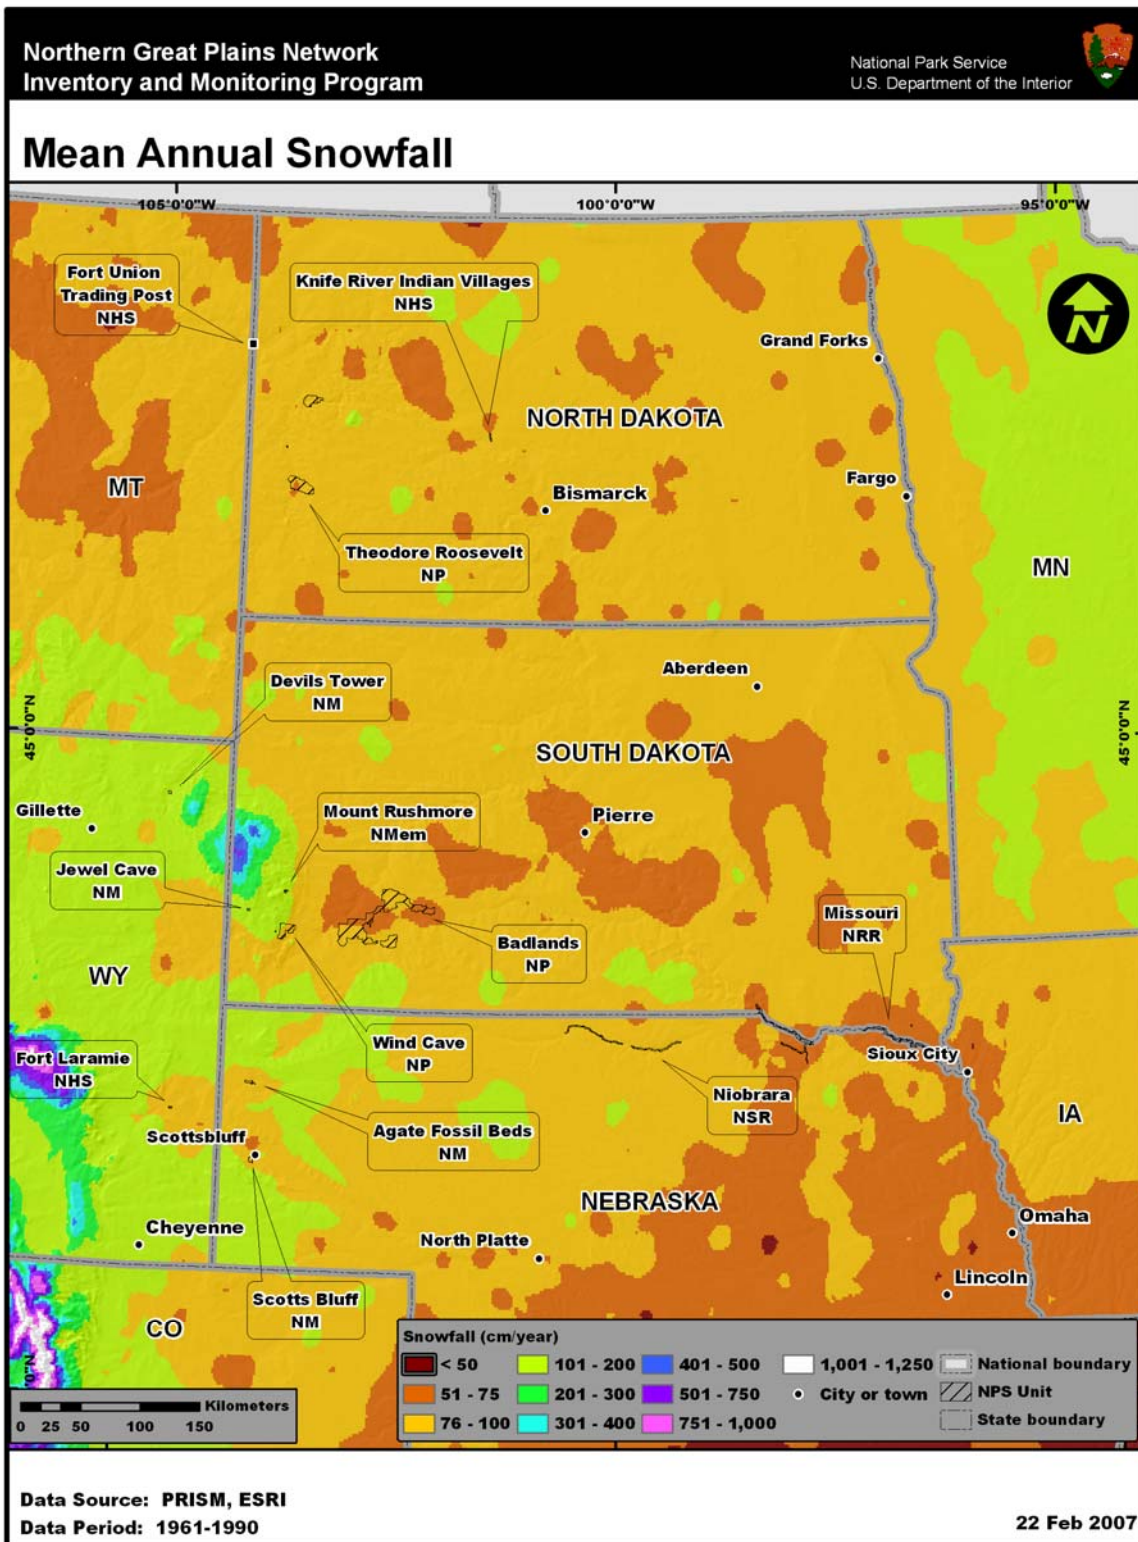 Northern Great Plains Network
Inventory and Monitoring Program
National Park Service
U.S. Department of the Interior
Mean Annual Snowfall
105°0'0"W
100°0'0"W
95°0'0"W
Fort Union
Trading Post
NHS
Knife River Indian Villages
NHS
N
Grand Forks
NORTH DAKOTA
MT
Bismarck
Fargo
Theodore Roosevelt
NP
MN
Aberdeen
Devils Tower
NM
45°0'0"N
45°0'0"N
SOUTH DAKOTA
Gillette
Mount Rushmore
NMem
Pierre
Jewel Cave
NM
Missouri
NRR
Badlands
NP
WY
Wind Cave
NP
Fort Laramie
NHS
Sioux City
Niobrara
NSR
IA
Agate Fossil Beds
NM
Scottsbluff
NEBRASKA
Cheyenne
North Platte
Omaha
Lincoln
Scotts Bluff
NM
CO
Snowfall (cm/year)
< 50
51 - 75
76 - 100
101 - 200
201 - 300
301 - 400
401 - 500
501 - 750
751 - 1,000
1,001 - 1,250
City or town
National boundary
NPS Unit
State boundary
Kilometers
0 25 50 100 150
Data Source: PRISM, ESRI
Data Period: 1961-1990
22 Feb 2007